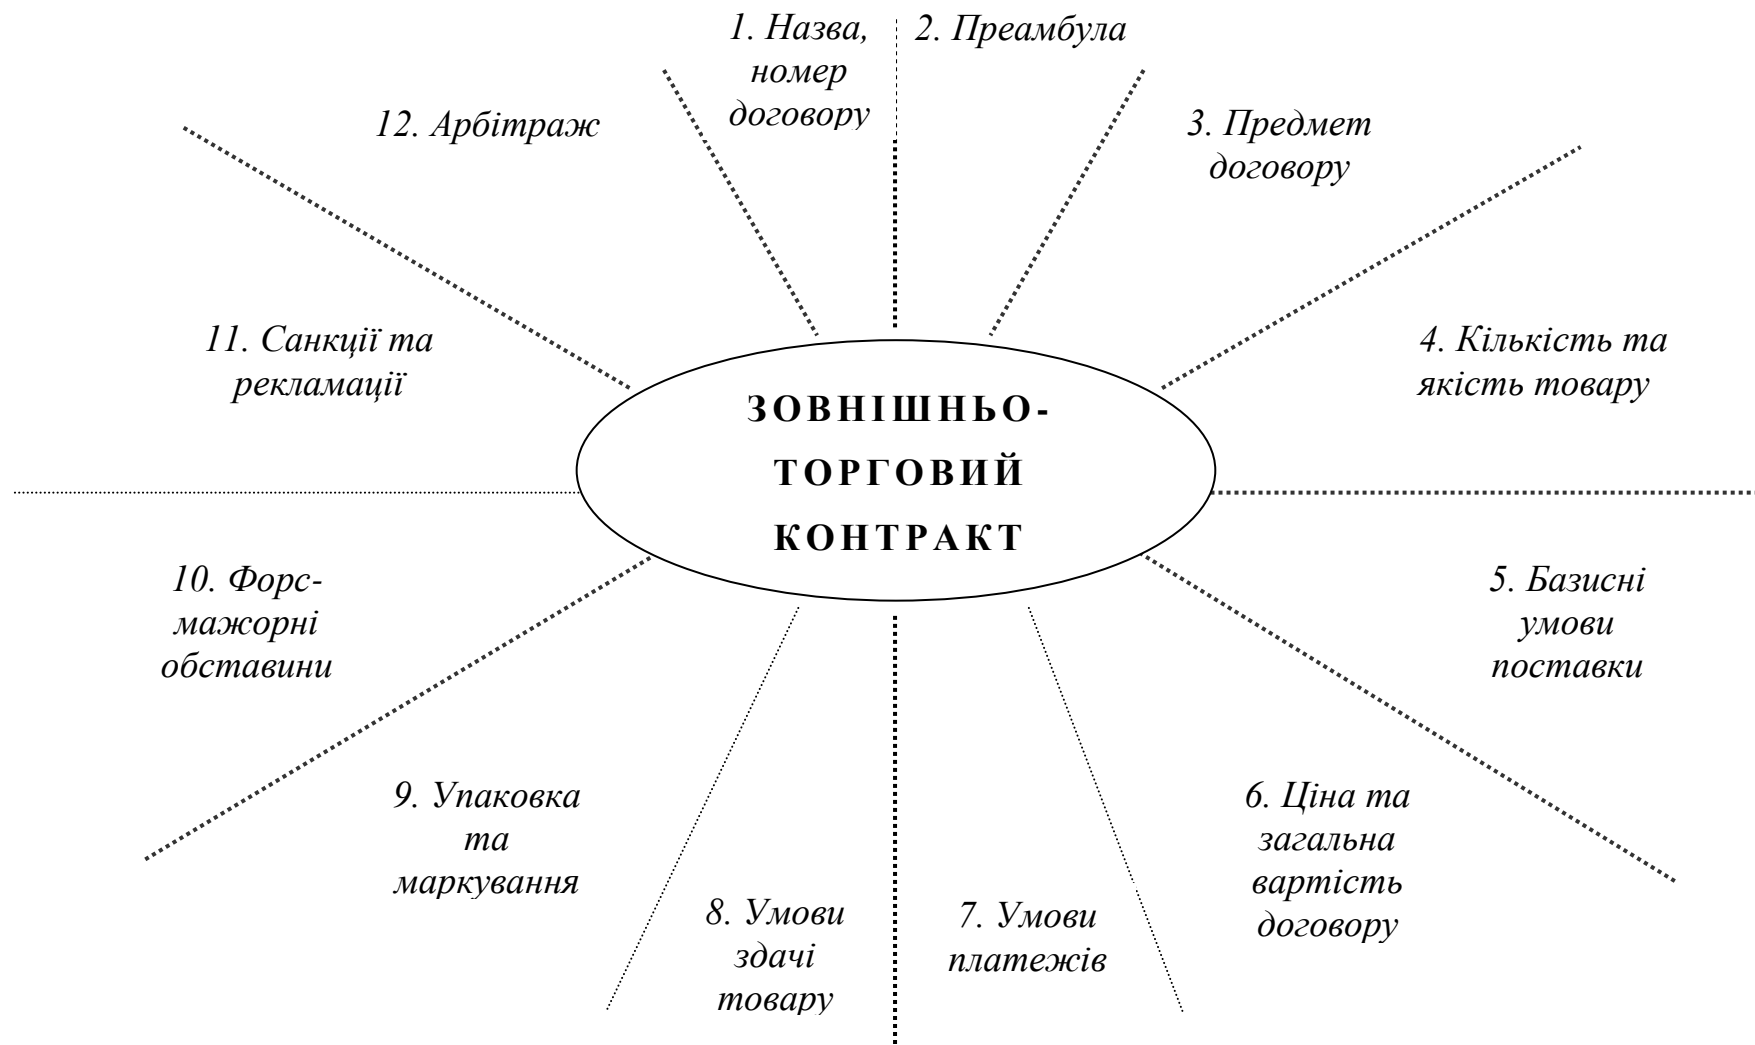 1. Назва,
номер
договору
2. Преамбула
3. Предмет
договору
4. Кількість та
якість товару
5. Базисні
умови
поставки
6. Ціна та
загальна
вартість
договору
7. Умови
платежів
8. Умови
здачі
товару
9. Упаковка
та
маркування
10. Форс-
мажорні
обставини
11. Санкції та
рекламації
12. Арбітраж
ЗОВНІШНЬО-
ТОРГОВИЙ
КОНТРАКТ